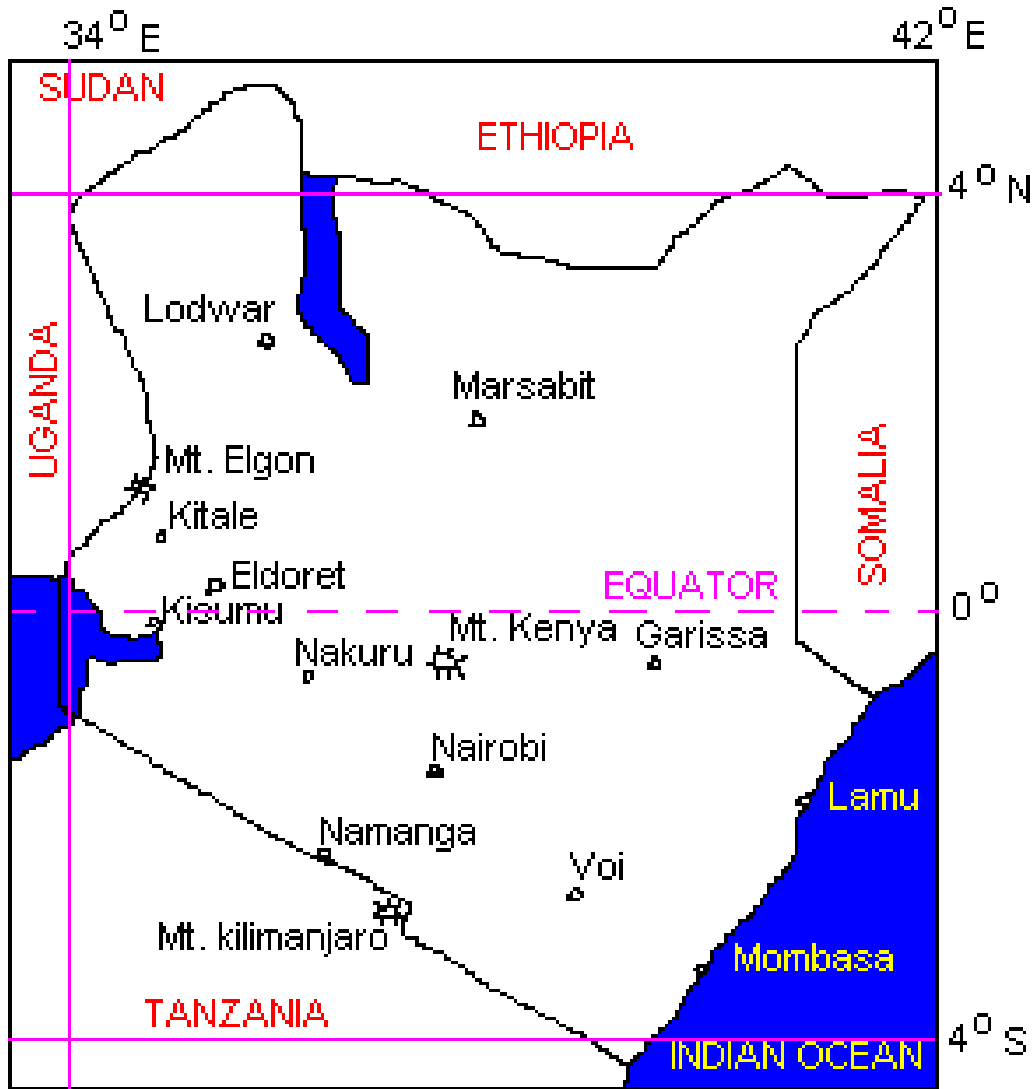 34° E
42° E
SUDAN
ETHIOPIA
4° N
Lodwar
UGANDA
Marsabit
SOMALIA
Mt. Elgon
Kitale
Eldoret
EQUATOR
0°
Kisumu
Mt. Kenya
Garissa
Nakuru
Nairobi
Lamu
Namanga
Voi
Mt. kilimanjaro
Mombasa
TANZANIA
4° S
INDIAN OCEAN